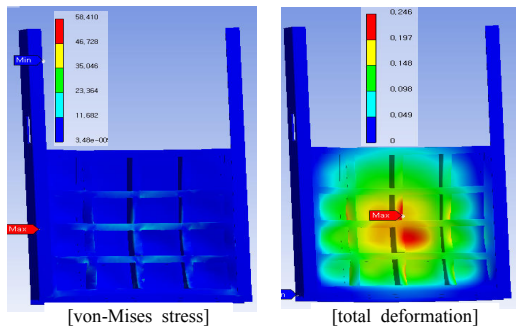 58,410
46,728
35,046
23,364
11,682
3,48e-00
Min
Max
[von-Mises stress]
0,246
0,197
0,148
0,098
0,049
0
Max
[total deformation]